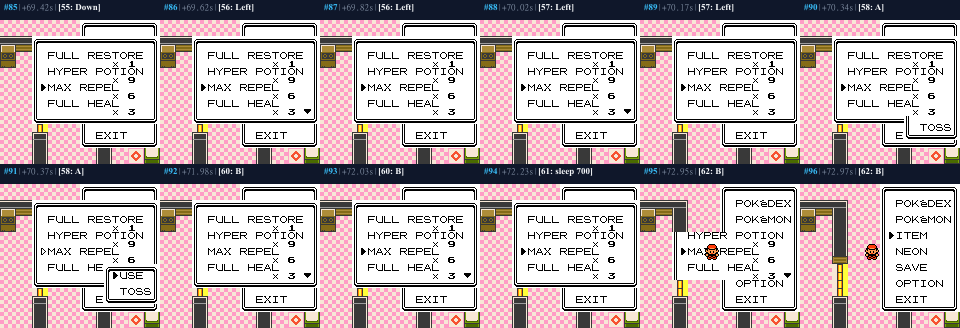 #85 |+69.42s| [55: Down]
#86 |+69.62s| [56: Left]
#87 |+69.82s| [56: Left]
#88 |+70.02s| [57: Left]
#89 |+70.17s| [57: Left]
#90 |+70.34s| [58: A]
FULL RESTORE
× 1
HYPER POTION
× 9
MAX REPEL
× 6
FULL HEAL
× 3
EXIT
FULL RESTORE
× 1
HYPER POTION
× 9
MAX REPEL
× 6
FULL HEAL
× 3
EXIT
FULL RESTORE
× 1
HYPER POTION
× 9
MAX REPEL
× 6
FULL HEAL
× 3
EXIT
FULL RESTORE
× 1
HYPER POTION
× 9
MAX REPEL
× 6
FULL HEAL
× 3
EXIT
FULL RESTORE
× 1
HYPER POTION
× 9
MAX REPEL
× 6
FULL HEAL
× 3
EXIT
FULL RESTORE
× 1
HYPER POTION
× 9
MAX REPEL
× 6
FULL HEAL
× 3
TOSS
E
#91 |+70.37s| [58: A]
#92 |+71.98s| [60: B]
#93 |+72.03s| [60: B]
#94 |+72.23s| [61: sleep 700]
#95 |+72.95s| [62: B]
#96 |+72.97s| [62: B]
FULL RESTORE
× 1
HYPER POTION
× 9
MAX REPEL
× 6
FULL HE
USE
TOSS
E
FULL RESTORE
× 1
HYPER POTION
× 9
MAX REPEL
× 6
FULL HEAL
× 3
EXIT
FULL RESTORE
× 1
HYPER POTION
× 9
MAX REPEL
× 6
FULL HEAL
× 3
EXIT
FULL RESTORE
× 1
HYPER POTION
× 9
MAX REPEL
× 6
FULL HEAL
× 3
EXIT
POKéDEX
POKéMON
HYPER POTION
× 9
MAX REPEL
× 6
FULL HEAL
× 3
OPTION
EXIT
POKéDEX
POKéMON
ITEM
NEON
SAVE
OPTION
EXIT